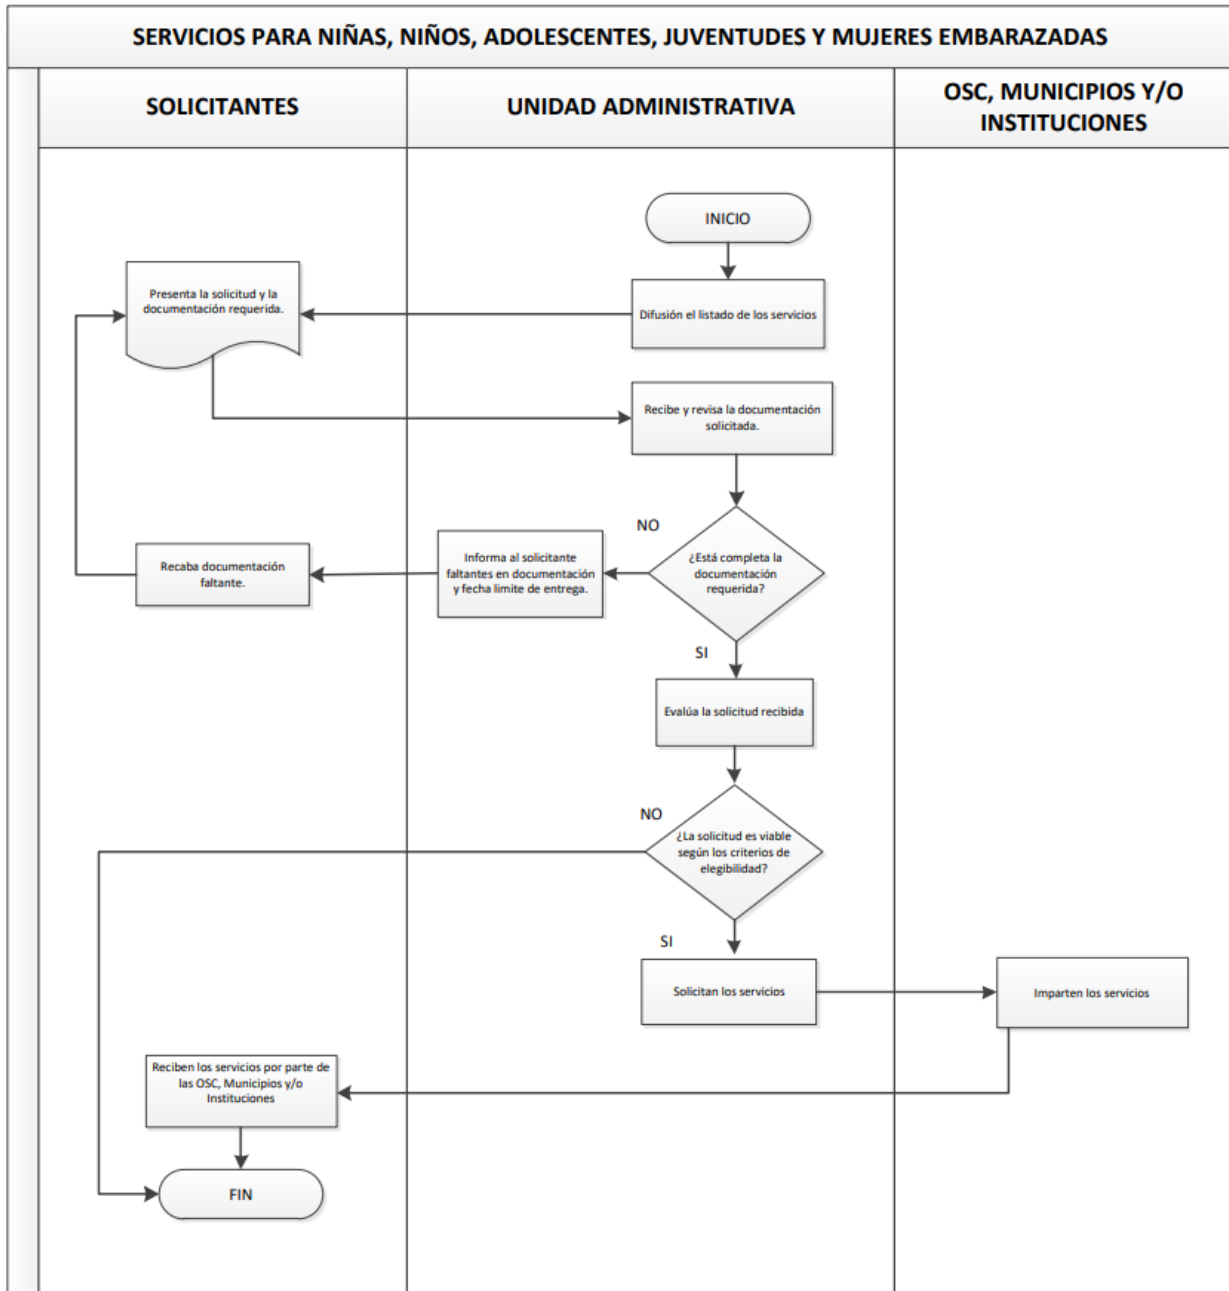 SERVICIOS PARA NIÑAS, NIÑOS, ADOLESCENTES, JUVENTUDES Y MUJERES EMBARAZADAS
SOLICITANTES
UNIDAD ADMINISTRATIVA
OSC, MUNICIPIOS Y/O
INSTITUCIONES
INICIO
Difusión el listado de los servicios
Presenta la solicitud y la
documentación requerida.
Recibe y revisa la documentación
solicitada.
¿Está completa la
documentación
requerida?
NO
Informa al solicitante
faltantes en documentación
y fecha limite de entrega.
Recaba documentación
faltante.
SI
Evalúa la solicitud recibida
¿La solicitud es viable
según los criterios de
elegibilidad?
NO
SI
Solicitan los servicios
Imparten los servicios
Reciben los servicios por parte de
las OSC, Municipios y/o
Instituciones
FIN